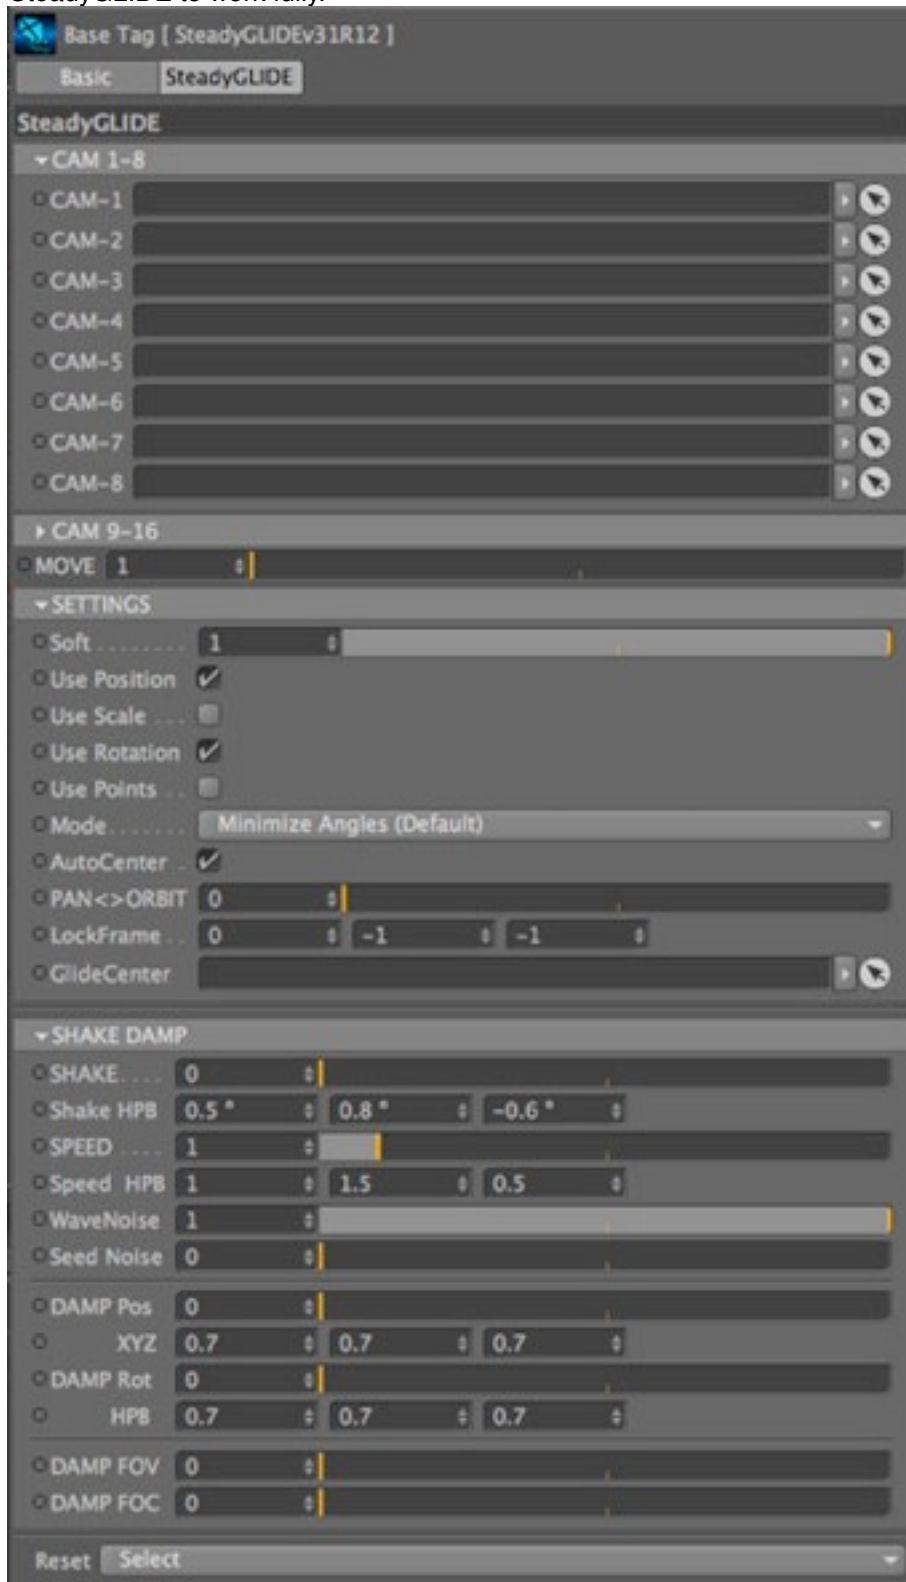 SteadyGLIDE to work fully.
Base Tag [ SteadyGLIDEv31R12 ]
Basic SteadyGLIDE
SteadyGLIDE
CAM 1-8
CAM-1
CAM-2
CAM-3
CAM-4
CAM-5
CAM-6
CAM-7
CAM-8
CAM 9-16
MOVE 1
SETTINGS
Soft........ 1
Use Position
Use Scale ...
Use Rotation
Use Points ..
Mode....... Minimize Angles (Default)
AutoCenter .
PAN<>ORBIT 0
LockFrame.. 0 -1 -1
GlideCenter
SHAKE DAMP
SHAKE.... 0
Shake HPB 0.5 ° 0.8 ° -0.6 °
SPEED .... 1
Speed HPB 1 1.5 0.5
WaveNoise 1
Seed Noise 0
DAMP Pos 0
XYZ 0.7 0.7 0.7
DAMP Rot 0
HPB 0.7 0.7 0.7
DAMP FOV 0
DAMP FOC 0
Reset Select